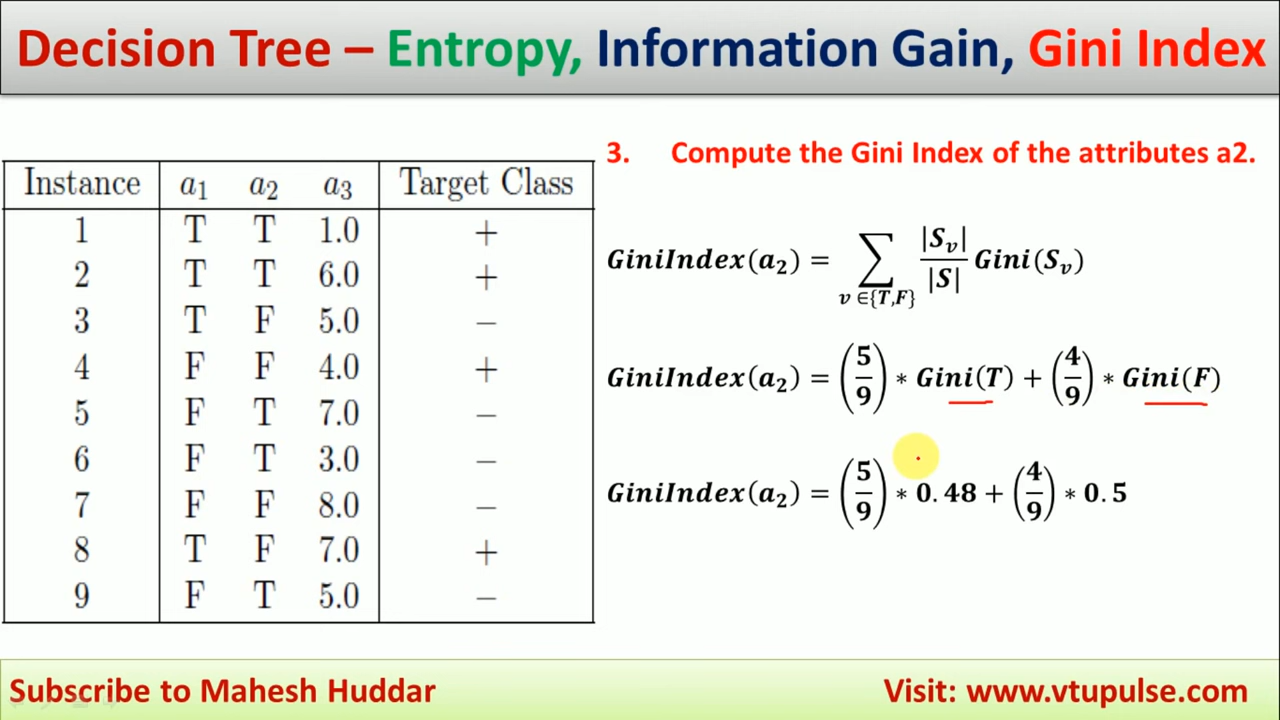 Decision Tree – Entropy, Information Gain, Gini Index
3. Compute the Gini Index of the attributes a2.
Instance a₁ a₂ a₃ Target Class
1 T T 1.0 +
2 T T 6.0 +
3 T F 5.0 −
4 F F 4.0 +
5 F T 7.0 −
6 F T 3.0 −
7 F F 8.0 −
8 T F 7.0 +
9 F T 5.0 −
GiniIndex(a₂) = ∑ v ∈{T,F} |Sᵥ|/|S| Gini(Sᵥ)
GiniIndex(a₂) = (5/9) * Gini(T) + (4/9) * Gini(F)
GiniIndex(a₂) = (5/9) * 0.48 + (4/9) * 0.5
Subscribe to Mahesh Huddar
Visit: www.vtupulse.com